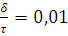 δ/τ = 0,01